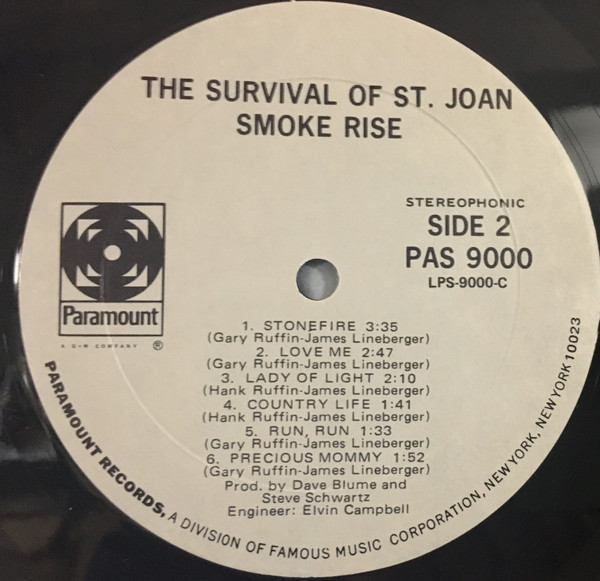 THE SURVIVAL OF ST. JOAN
SMOKE RISE
STEREOPHONIC
SIDE 2
PAS 9000
LPS-9000-C
Paramount
A G+W COMPANY ®
1. STONEFIRE 3:35
(Gary Ruffin-James Lineberger)
2. LOVE ME 2:47
(Gary Ruffin-James Lineberger)
3. LADY OF LIGHT 2:10
(Hank Ruffin-James Lineberger)
4. COUNTRY LIFE 1:41
(Hank Ruffin-James Lineberger)
5. RUN, RUN 1:33
(Gary Ruffin-James Lineberger)
6. PRECIOUS MOMMY 1:52
(Gary Ruffin-James Lineberger)
Prod. by Dave Blume and
Steve Schwartz
Engineer: Elvin Campbell
PARAMOUNT RECORDS, A DIVISION OF FAMOUS MUSIC CORPORATION, NEW YORK, NEW YORK 10023